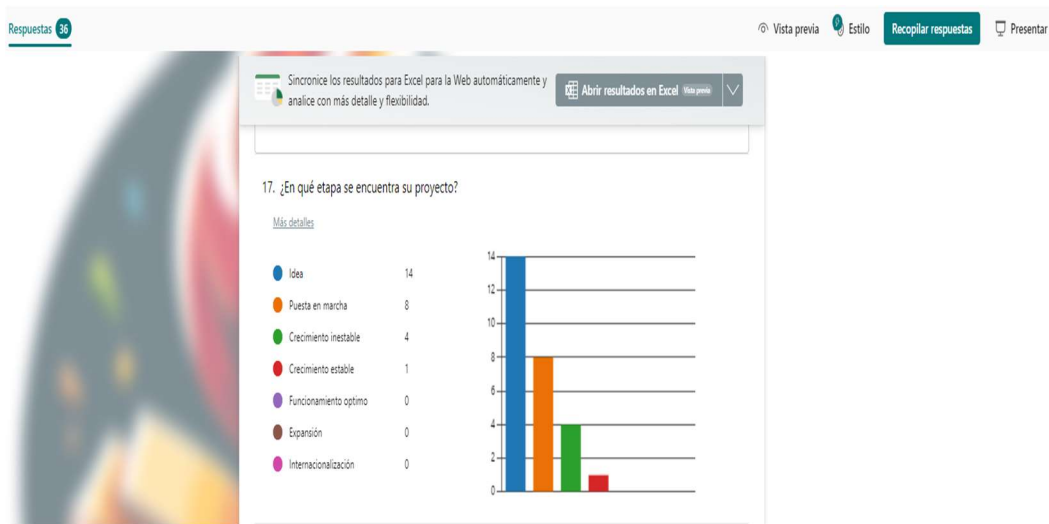 Respuestas 36
Vista previa
Estilo
Recopilar respuestas
Presentar
Sincronice los resultados para Excel para la Web automáticamente y
analice con más detalle y flexibilidad.
Abrir resultados en Excel Vista previa
17. ¿En qué etapa se encuentra su proyecto?
Más detalles
Idea 14
Puesta en marcha 8
Crecimiento inestable 4
Crecimiento estable 1
Funcionamiento optimo 0
Expansión 0
Internacionalización 0
14
12
10
8
6
4
2
0